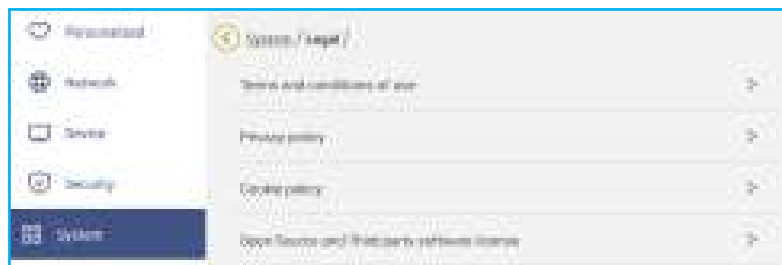 Personalized
Network
Device
Security
System
System / Legal /
Terms and conditions of use
Privacy policy
Cookie policy
Open Source and Third party software license